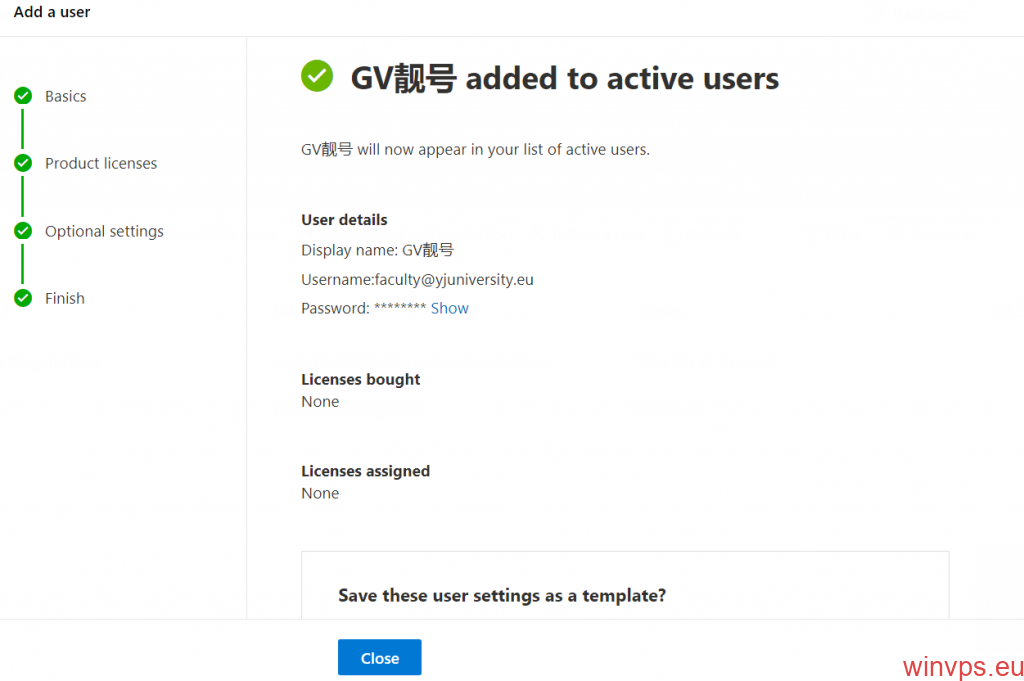 Add a user
Basics
Product licenses
Optional settings
Finish
GV靓号 added to active users
GV靓号 will now appear in your list of active users.
User details
Display name: GV靓号
Username:faculty@yjuniversity.eu
Password: ******** Show
Licenses bought
None
Licenses assigned
None
Save these user settings as a template?
Close
winvps.eu